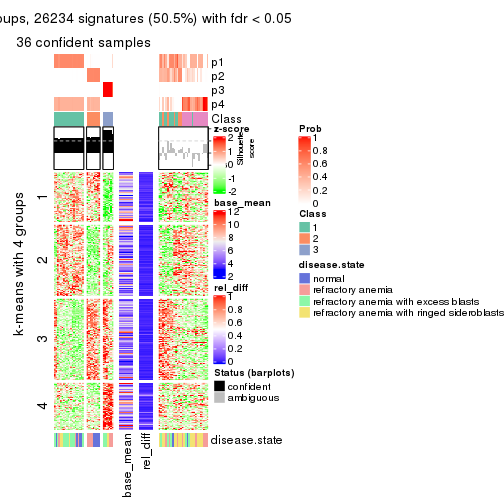 oups, 26234 signatures (50.5%) with fdr < 0.05
36 confident samples
p1
p2
p3
p4
Class
z-score
2
1
0
-1
-2
Silhouette
score
base_mean
12
10
8
6
4
2
rel_diff
1
0.8
0.6
0.4
0.2
0
Status (barplots)
confident
ambiguous
Prob
1
0.8
0.6
0.4
0.2
0
Class
1
2
3
disease.state
normal
refractory anemia
refractory anemia with excess blasts
refractory anemia with ringed sideroblasts
k-means with 4 groups
1
2
3
4
disease.state
base_mean
rel_diff